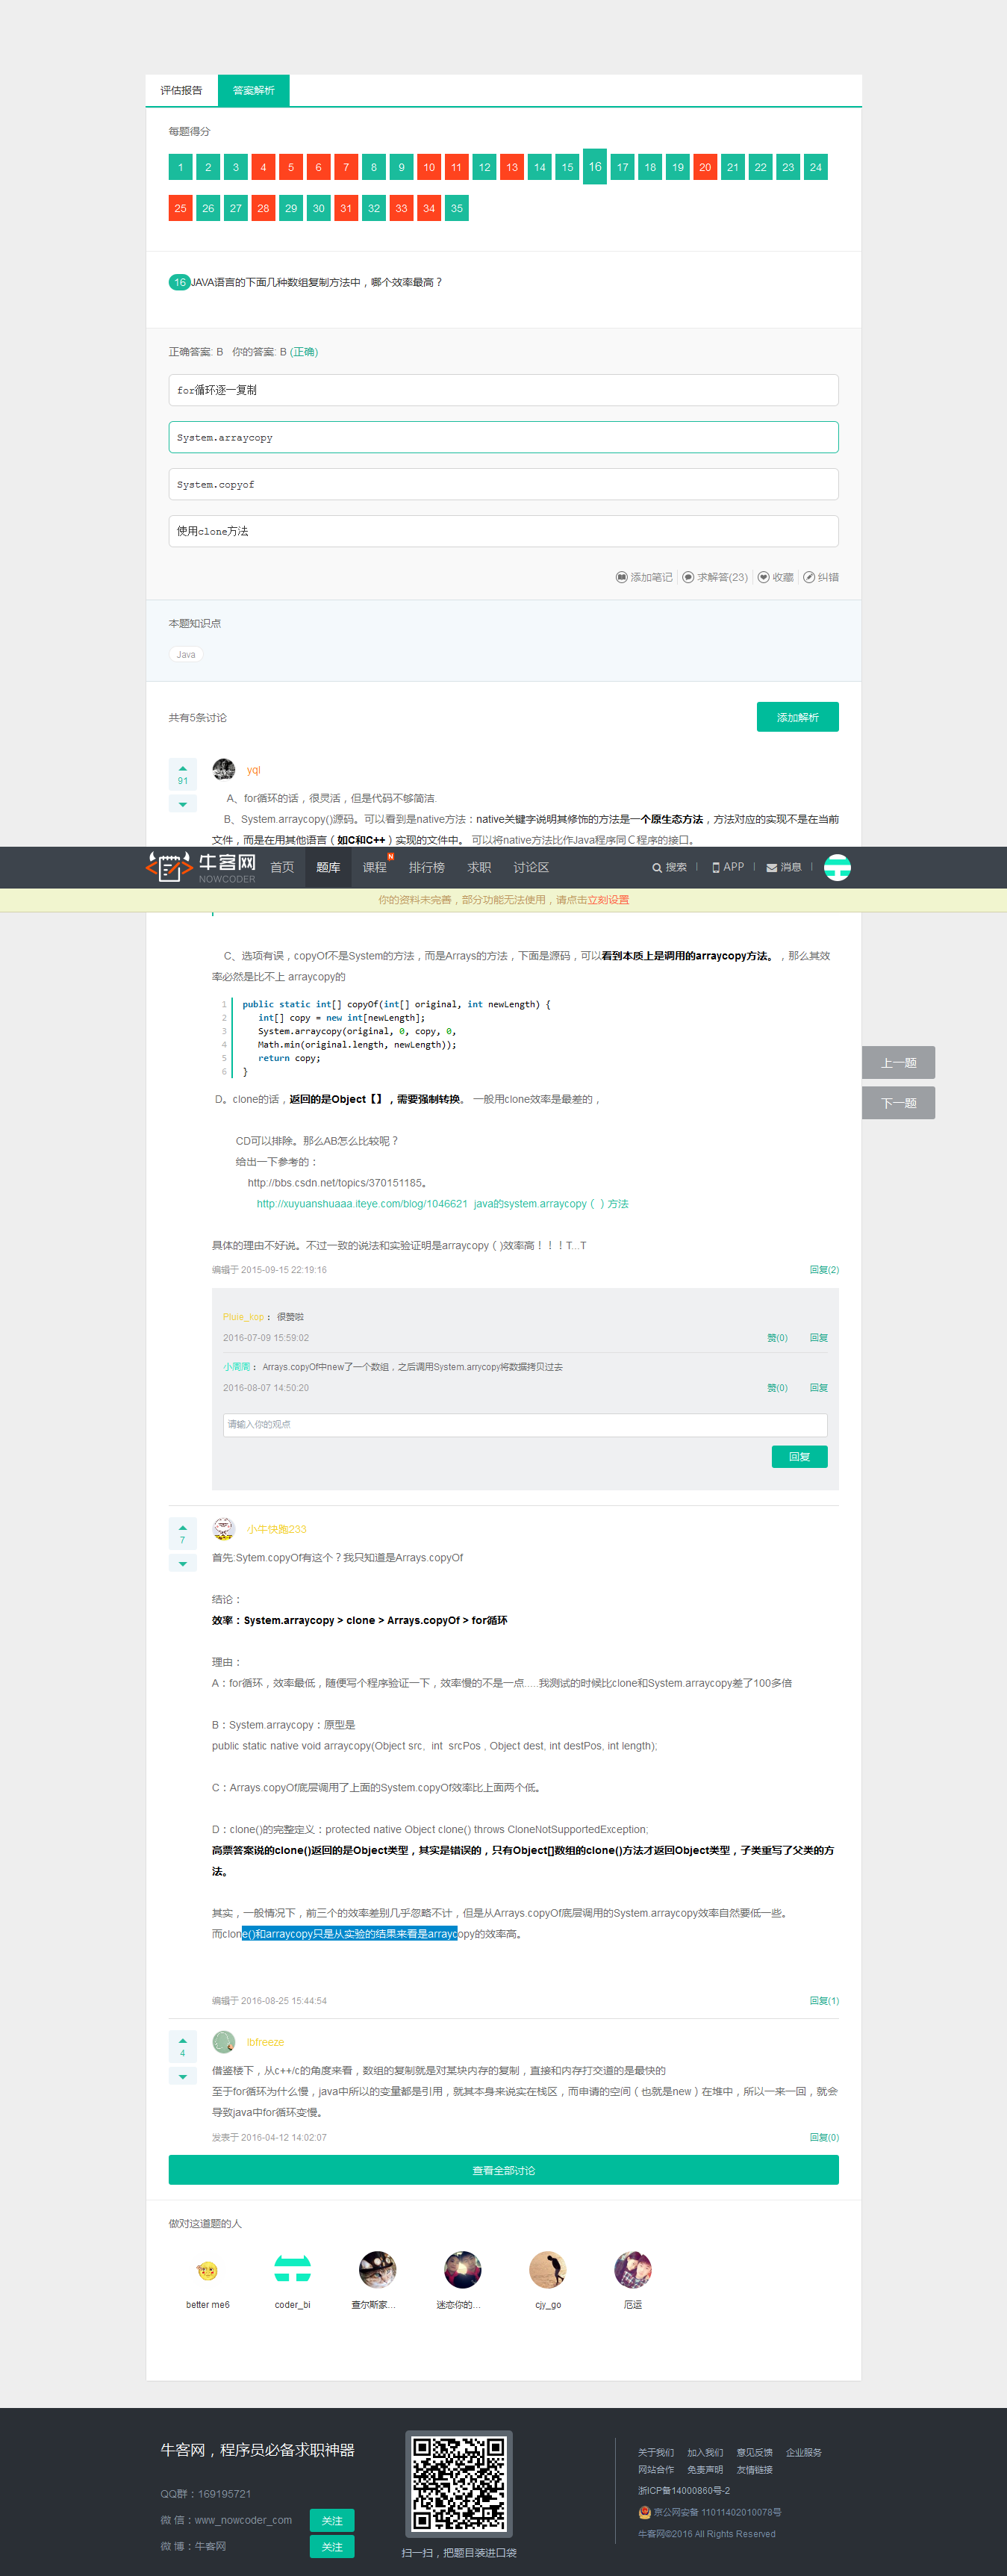 评估报告 答案解析
每题得分
1 2 3 4 5 6 7 8 9 10 11 12 13 14 15 16 17 18 19 20 21 22 23 24
25 26 27 28 29 30 31 32 33 34 35
16 JAVA语言的下面几种数组复制方法中，哪个效率最高？
正确答案: B 你的答案: B (正确)
for循环逐一复制
System.arraycopy
System.copyof
使用clone方法
添加笔记 求解答(23) 收藏 纠错
本题知识点
Java
共有5条讨论 添加解析
91
yql
A、for循环的话，很灵活，但是代码不够简洁.
B、System.arraycopy()源码。可以看到是native方法：native关键字说明其修饰的方法是一个原生态方法，方法对应的实现不是在当前
文件，而是在用其他语言（如C和C++）实现的文件中。 可以将native方法比作Java程序同Ｃ程序的接口。
牛客网 NOWCODER 首页 题库 课程 N 排行榜 求职 讨论区 搜索 APP 消息
你的资料未完善，部分功能无法使用，请点击立刻设置
C、选项有误，copyOf不是System的方法，而是Arrays的方法，下面是源码，可以看到本质上是调用的arraycopy方法。，那么其效
率必然是比不上 arraycopy的
1 public static int[] copyOf(int[] original, int newLength) {
2 int[] copy = new int[newLength];
3 System.arraycopy(original, 0, copy, 0,
4 Math.min(original.length, newLength));
5 return copy;
6 }
上一题
下一题
D。clone的话，返回的是Object【】，需要强制转换。 一般用clone效率是最差的，
CD可以排除。那么AB怎么比较呢？
给出一下参考的：
http://bbs.csdn.net/topics/370151185。
http://xuyuanshuaaa.iteye.com/blog/1046621 java的system.arraycopy（ ）方法
具体的理由不好说。不过一致的说法和实验证明是arraycopy（ )效率高！！！T...T
编辑于 2015-09-15 22:19:16 回复(2)
Pluie_hop： 很赞啦
2016-07-09 15:59:02 赞(0) 回复
小周周： Arrays.copyOf中new了一个数组，之后调用System.arrycopy将数据拷贝过去
2016-08-07 14:50:20 赞(0) 回复
请输入你的观点
回复
7
小牛快跑233
首先:Sytem.copyOf有这个？我只知道是Arrays.copyOf
结论：
效率：System.arraycopy > clone > Arrays.copyOf > for循环
理由：
A：for循环，效率最低，随便写个程序验证一下，效率慢的不是一点.....我测试的时候比clone和System.arraycopy差了100多倍
B：System.arraycopy：原型是
public static native void arraycopy(Object src, int srcPos , Object dest, int destPos, int length);
C：Arrays.copyOf底层调用了上面的System.copyOf效率比上面两个低。
D：clone()的完整定义：protected native Object clone() throws CloneNotSupportedException;
高票答案说的clone()返回的是Object类型，其实是错误的，只有Object[]数组的clone()方法才返回Object类型，子类重写了父类的方
法。
其实，一般情况下，前三个的效率差别几乎忽略不计，但是从Arrays.copyOf底层调用的System.arraycopy效率自然要低一些。
而clone()和arraycopy只是从实验的结果来看是arraycopy的效率高。
编辑于 2016-08-25 15:44:54 回复(1)
4
lbfreeze
借鉴楼下，从c++/c的角度来看，数组的复制就是对某块内存的复制，直接和内存打交道的是最快的
至于for循环为什么慢，java中所以的变量都是引用，就其本身来说实在栈区，而申请的空间（也就是new）在堆中，所以一来一回，就会
导致java中for循环变慢。
发表于 2016-04-12 14:02:07 回复(0)
查看全部讨论
做对这道题的人
better me6 coder_bi 查尔斯家... 迷恋你的... cjy_go 厄运
牛客网，程序员必备求职神器
QQ群：169195721
微 信：www_nowcoder_com 关注
微 博：牛客网 关注
扫一扫，把题目装进口袋
关于我们 加入我们 意见反馈 企业服务
网站合作 免责声明 友情链接
浙ICP备14000860号-2
京公网安备 11011402010078号
牛客网©2016 All Rights Reserved